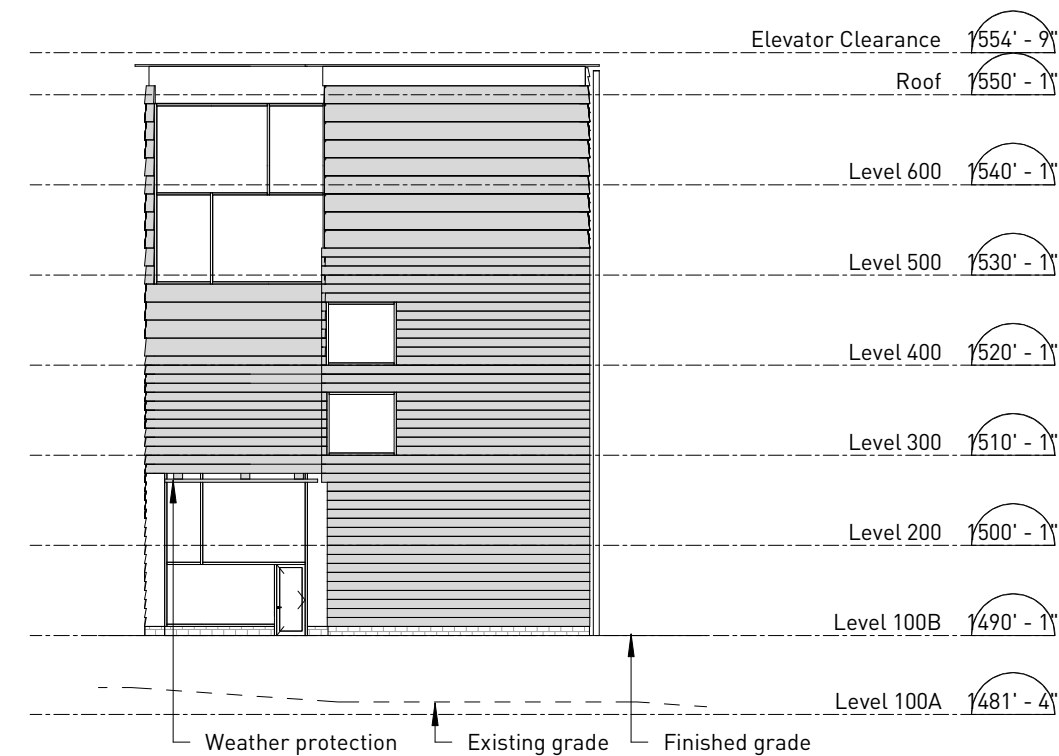 Elevator Clearance 1554' - 9"
Roof 1550' - 1"
Level 600 1540' - 1"
Level 500 1530' - 1"
Level 400 1520' - 1"
Level 300 1510' - 1"
Level 200 1500' - 1"
Level 100B 1490' - 1"
Level 100A 1481' - 4"
Weather protection Existing grade Finished grade